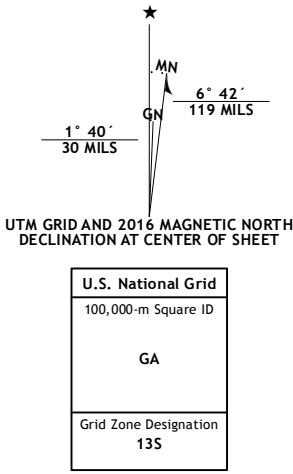 MN
GN
6° 42´
119 MILS
1° 40´
30 MILS
UTM GRID AND 2016 MAGNETIC NORTH
DECLINATION AT CENTER OF SHEET
U.S. National Grid
100,000-m Square ID
GA
Grid Zone Designation
13S